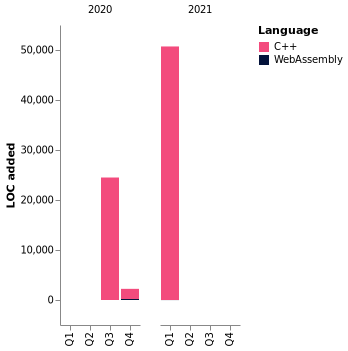 2020 2021
Language
C++
WebAssembly
LOC added
50,000
40,000
30,000
20,000
10,000
0
Q1 Q2 Q3 Q4 Q1 Q2 Q3 Q4